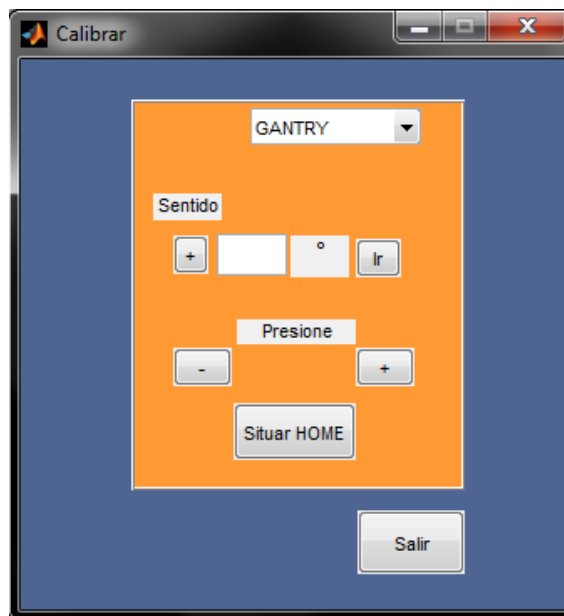 Calibrar
GANTRY
Sentido
+ ° Ir
Presione
- +
Situar HOME
Salir